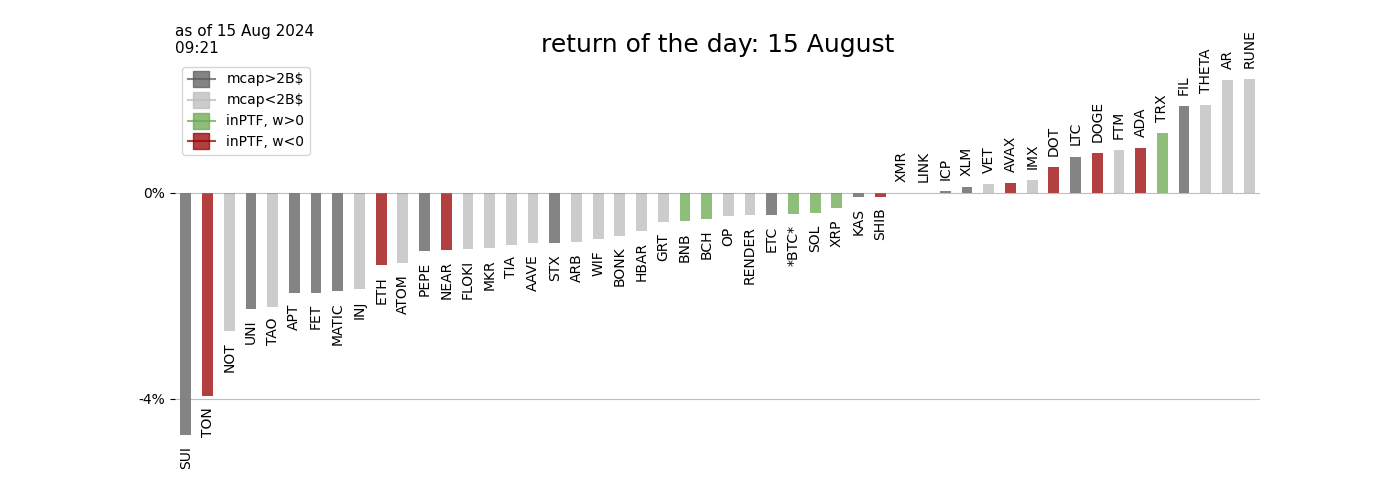 as of 15 Aug 2024
09:21
return of the day: 15 August
mcap>2B$
mcap<2B$
inPTF, w>0
inPTF, w<0
0%
-4%
SUI
TON
NOT
UNI
TAO
APT
FET
MATIC
INJ
ETH
ATOM
PEPE
NEAR
FLOKI
MKR
TIA
AAVE
STX
ARB
WIF
BONK
HBAR
GRT
BNB
BCH
OP
RENDER
ETC
*BTC*
SOL
XRP
KAS
SHIB
XMR
LINK
ICP
XLM
VET
AVAX
IMX
DOT
LTC
DOGE
FTM
ADA
TRX
FIL
THETA
AR
RUNE